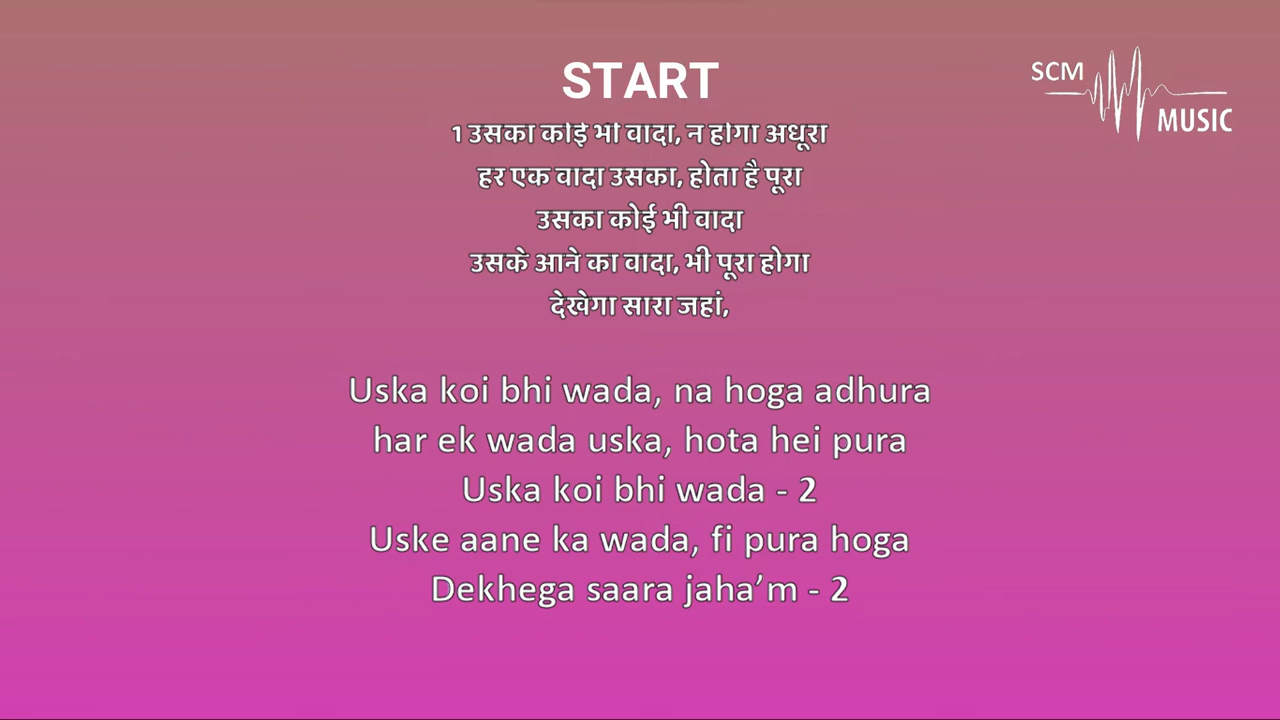 START
SCM
MUSIC
1 उसका कोई भी वादा, न होगा अधूरा
हर एक वादा उसका, होता है पूरा
उसका कोई भी वादा
उसके आने का वादा, भी पूरा होगा
देखेगा सारा जहां,
Uska koi bhi wada, na hoga adhura
har ek wada uska, hota hei pura
Uska koi bhi wada - 2
Uske aane ka wada, fi pura hoga
Dekhega saara jaha’m - 2